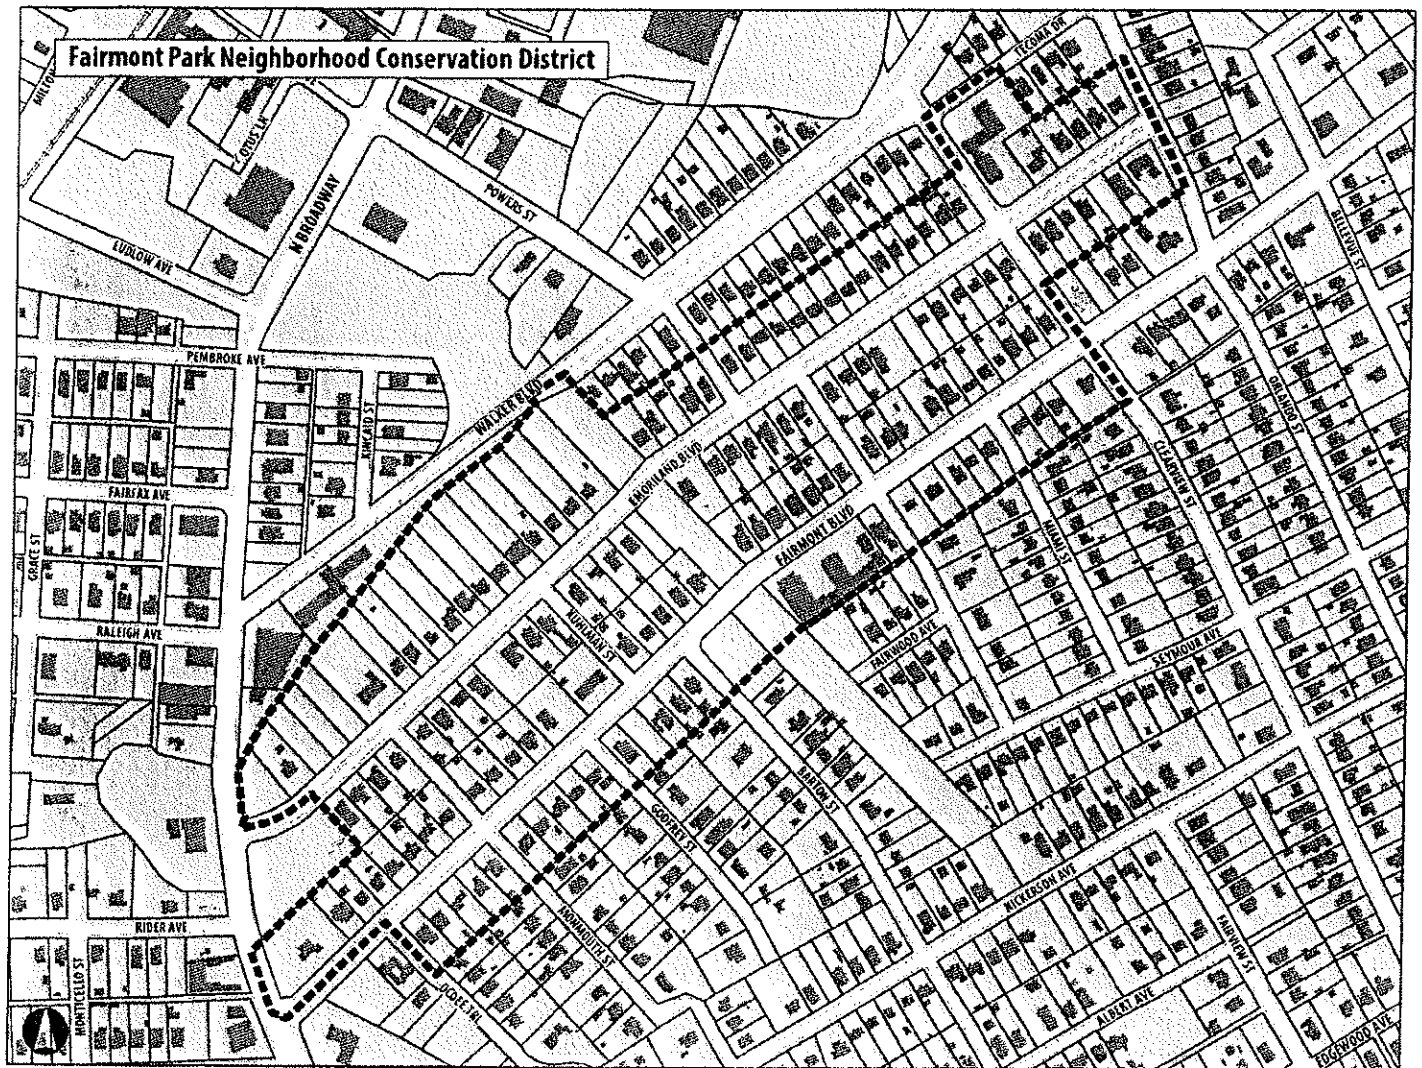 Fairmont Park Neighborhood Conservation District
TECOMA DR
N BROADWAY
POWERS ST
LUDLOW AVE
BELLEVUE ST
PEMBROKE AVE
WALKER BLVD
KINCAID ST
ORLANDO ST
EMORILAND BLVD
CLEARVIEW ST
FAIRFAX AVE
GRACE ST
FAIRMONT BLVD
MIAMI ST
KUHLMAN ST
RALEIGH AVE
FAIRWOOD AVE
SEYMOUR AVE
BARTON ST
GODFREY ST
NICKERSON AVE
RIDER AVE
FAIRVIEW ST
MONTICELLO ST
ALBERT AVE
EDGEWOOD AVE